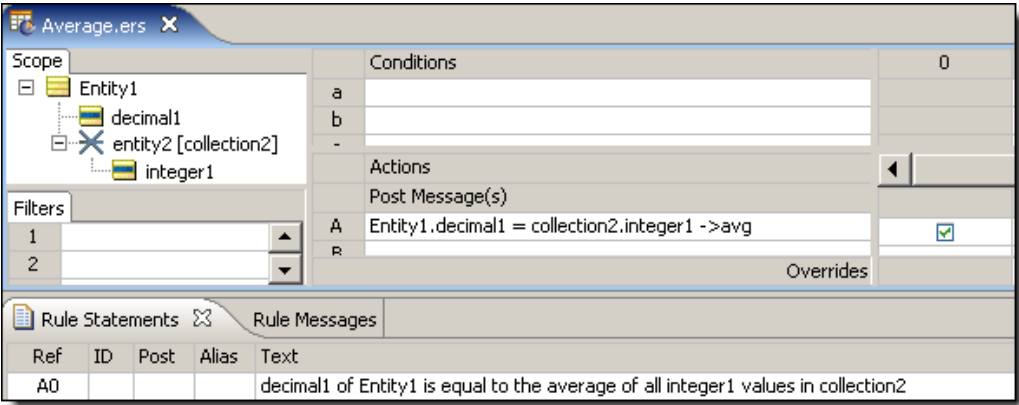 Average.ers
Scope
Conditions
0
Entity1
a
decimal1
b
entity2 [collection2]
integer1
Actions
Post Message(s)
Filters
A
Entity1.decimal1 = collection2.integer1 ->avg
1
2
Overrides
Rule Statements
Rule Messages
Ref ID Post Alias Text
A0 decimal1 of Entity1 is equal to the average of all integer1 values in collection2